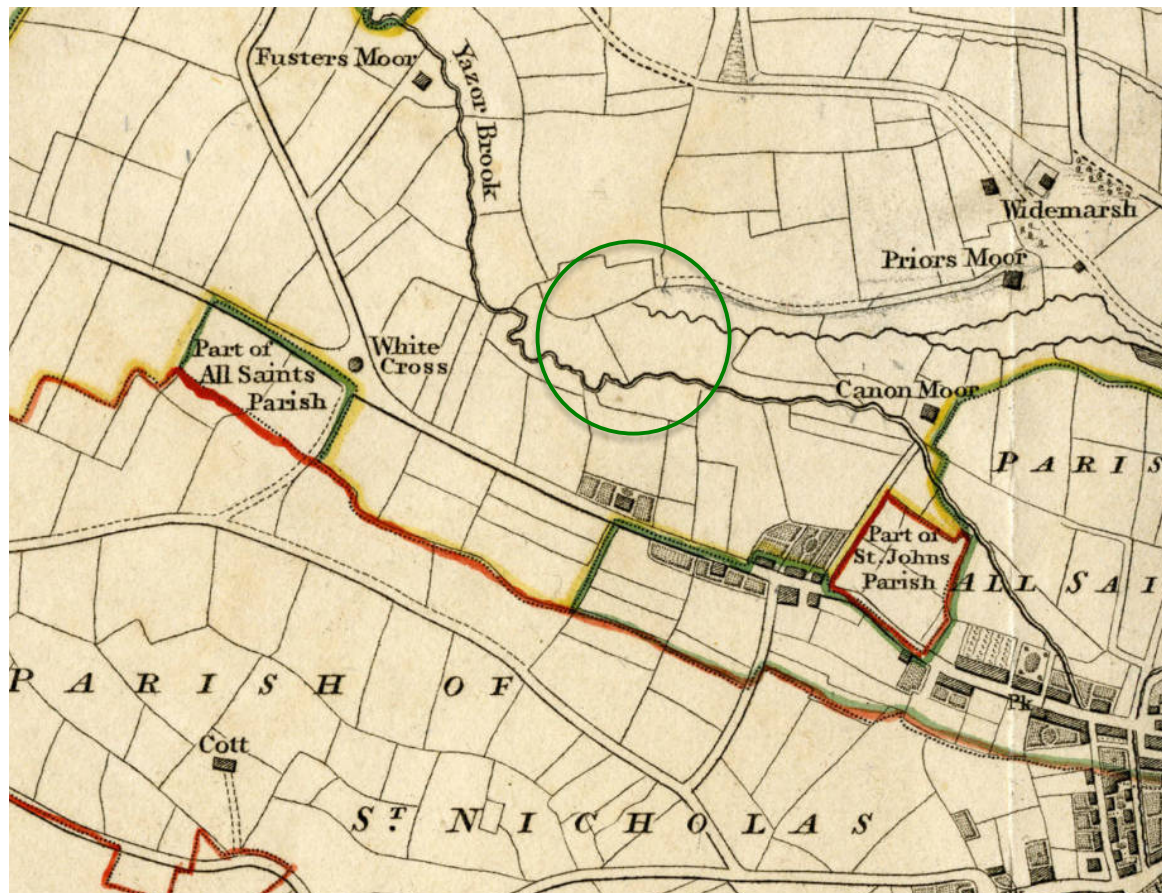 Fusters Moor
Yazor Brook
Widemarsh
Priors Moor
Part of
All Saints
Parish
White
Cross
Canon Moor
PARIS
Part of
St. Johns
Parish
ALL SAI
PARISH OF
Pk
Cott
S.T NICHOLAS